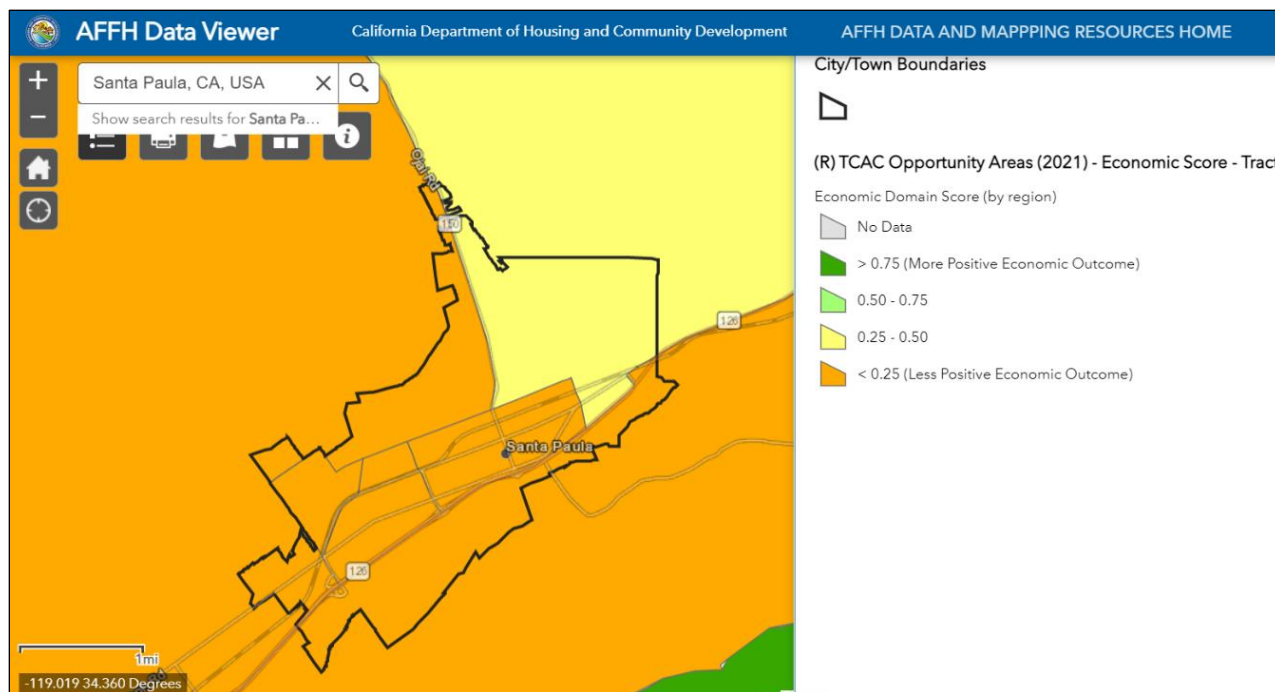 AFFH Data Viewer
California Department of Housing and Community Development
AFFH DATA AND MAPPPING RESOURCES HOME
+
−
Santa Paula, CA, USA
Show search results for Santa Pa...
Ojai Rd
150
126
Santa Paula
126
1mi
Rd
-119.019 34.360 Degrees
City/Town Boundaries
(R) TCAC Opportunity Areas (2021) - Economic Score - Tract
Economic Domain Score (by region)
No Data
> 0.75 (More Positive Economic Outcome)
0.50 - 0.75
0.25 - 0.50
< 0.25 (Less Positive Economic Outcome)